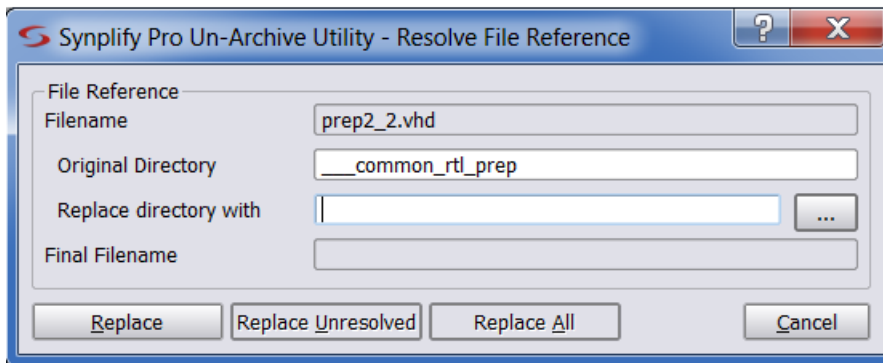 Synplify Pro Un-Archive Utility - Resolve File Reference
File Reference
Filename prep2_2.vhd
Original Directory ___common_rtl_prep
Replace directory with ...
Final Filename
Replace Replace Unresolved Replace All Cancel